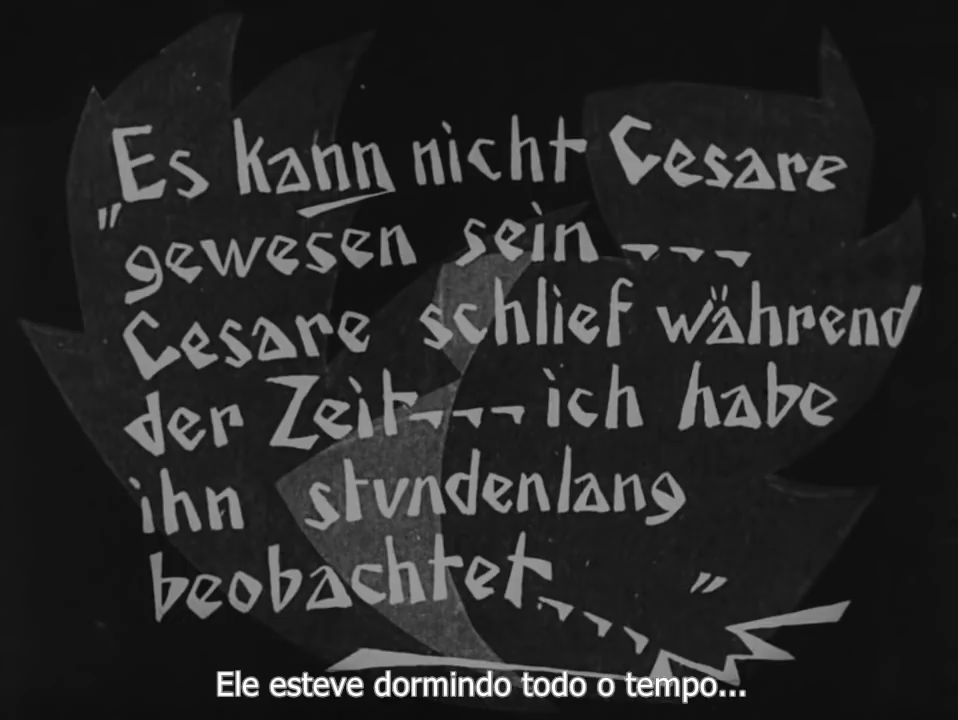 „Es kann nicht Cesare
gewesen sein - - -
Cesare schlief während
der Zeit - - - ich habe
ihn stundenlang
beobachtet - - - -"
Ele esteve dormindo todo o tempo...